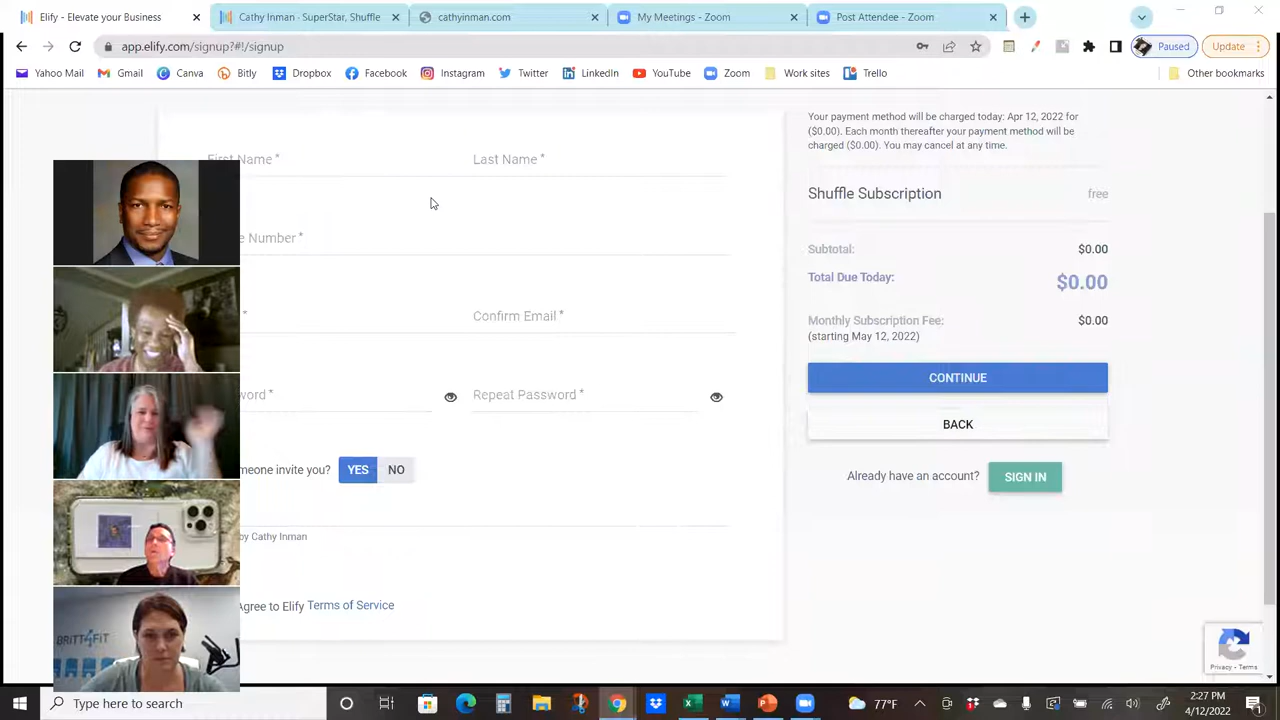 Elify - Elevate your Business
Cathy Inman · SuperStar, Shuffle
cathyinman.com
My Meetings - Zoom
Post Attendee - Zoom
app.elify.com/signup?#!/signup
Paused
Update
Yahoo Mail
Gmail
Canva
Bitly
Dropbox
Facebook
Instagram
Twitter
LinkedIn
YouTube
Zoom
Work sites
Trello
Other bookmarks
First Name *
Last Name *
e Number *
*
Confirm Email *
word *
Repeat Password *
meone invite you?
YES
NO
by Cathy Inman
Agree to Elify Terms of Service
Your payment method will be charged today: Apr 12, 2022 for
($0.00). Each month thereafter your payment method will be
charged ($0.00). You may cancel at any time.
Shuffle Subscription
free
Subtotal:
$0.00
Total Due Today:
$0.00
Monthly Subscription Fee:
$0.00
(starting May 12, 2022)
CONTINUE
BACK
Already have an account?
SIGN IN
Privacy - Terms
BRITT4FIT
Type here to search
77°F
2:27 PM
4/12/2022